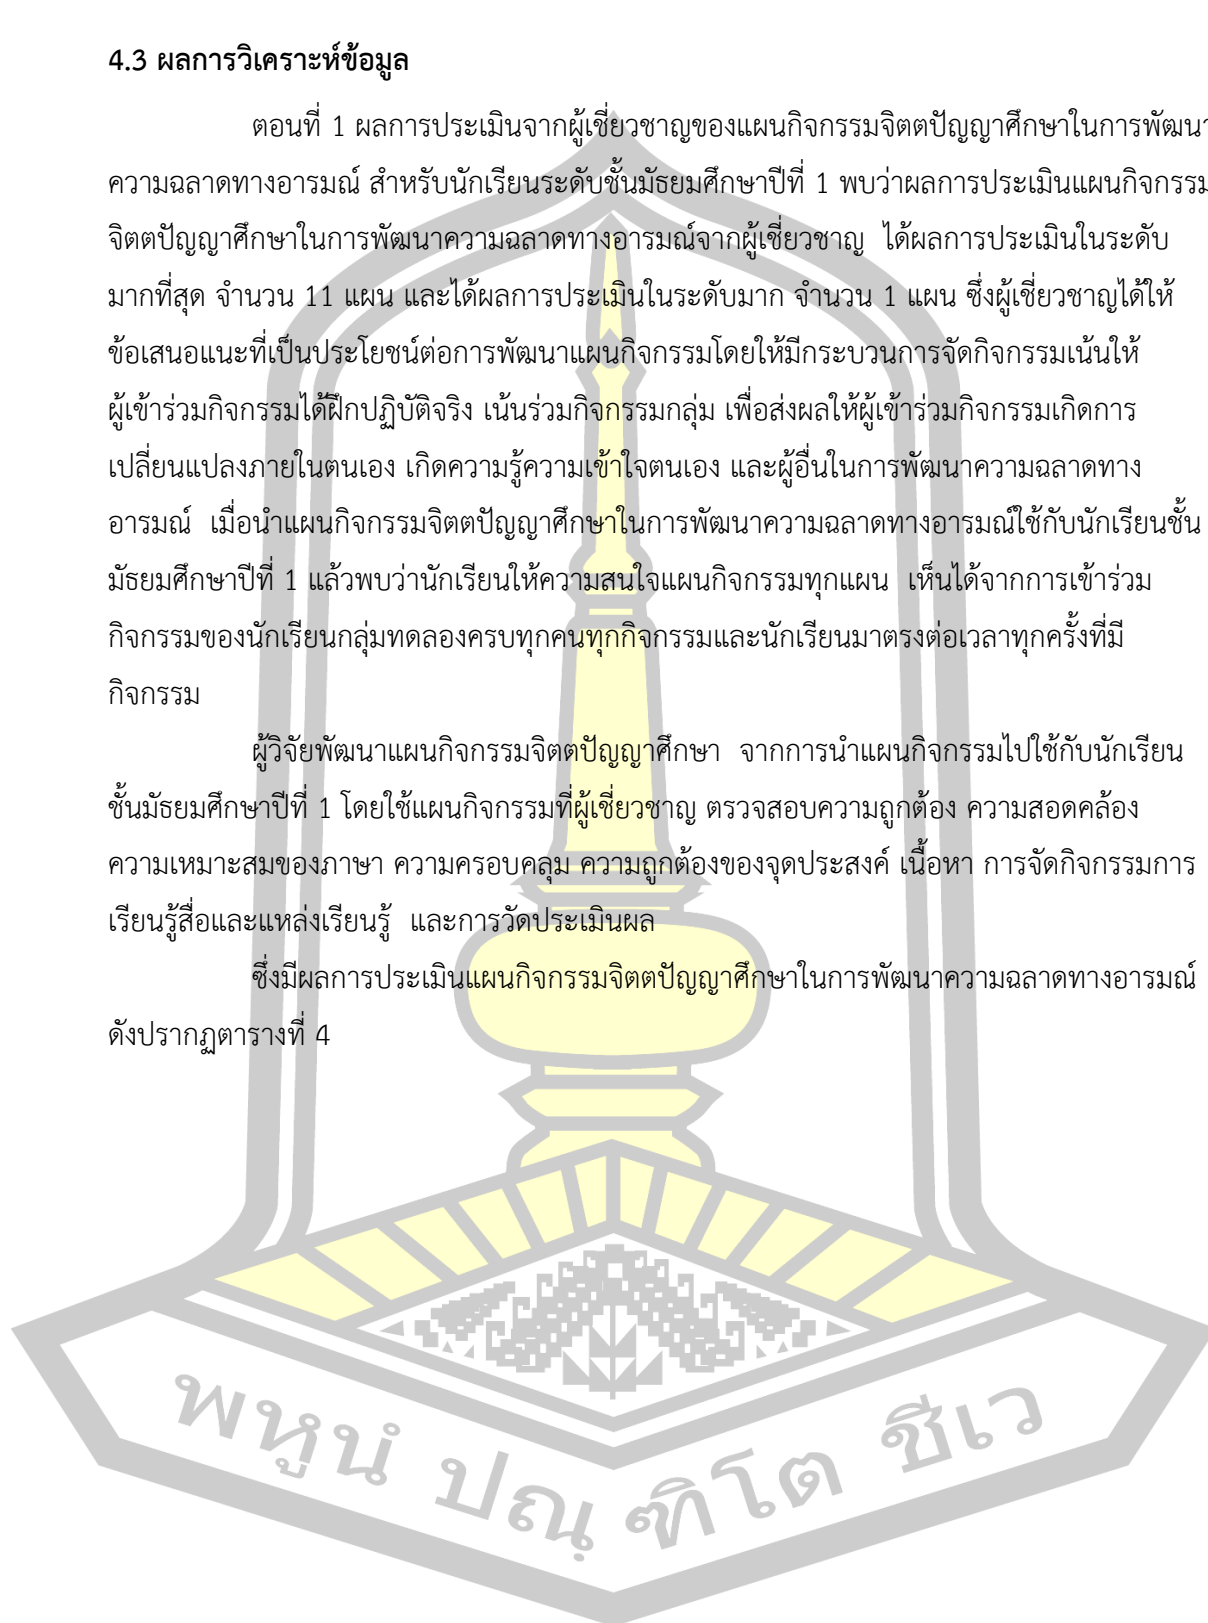 4.3 ผลการวิเคราะห์ข้อมูล
ตอนที่ 1 ผลการประเมินจากผู้เชี่ยวชาญของแผนกิจกรรมจิตตปัญญาศึกษาในการพัฒนา
ความฉลาดทางอารมณ์ สำหรับนักเรียนระดับชั้นมัธยมศึกษาปีที่ 1 พบว่าผลการประเมินแผนกิจกรรม
จิตตปัญญาศึกษาในการพัฒนาความฉลาดทางอารมณ์จากผู้เชี่ยวชาญ ได้ผลการประเมินในระดับ
มากที่สุด จำนวน 11 แผน และได้ผลการประเมินในระดับมาก จำนวน 1 แผน ซึ่งผู้เชี่ยวชาญได้ให้
ข้อเสนอแนะที่เป็นประโยชน์ต่อการพัฒนาแผนกิจกรรมโดยให้มีกระบวนการจัดกิจกรรมเน้นให้
ผู้เข้าร่วมกิจกรรมได้ฝึกปฏิบัติจริง เน้นร่วมกิจกรรมกลุ่ม เพื่อส่งผลให้ผู้เข้าร่วมกิจกรรมเกิดการ
เปลี่ยนแปลงภายในตนเอง เกิดความรู้ความเข้าใจตนเอง และผู้อื่นในการพัฒนาความฉลาดทาง
อารมณ์ เมื่อนำแผนกิจกรรมจิตตปัญญาศึกษาในการพัฒนาความฉลาดทางอารมณ์ใช้กับนักเรียนชั้น
มัธยมศึกษาปีที่ 1 แล้วพบว่านักเรียนให้ความสนใจแผนกิจกรรมทุกแผน เห็นได้จากการเข้าร่วม
กิจกรรมของนักเรียนกลุ่มทดลองครบทุกคนทุกกิจกรรมและนักเรียนมาตรงต่อเวลาทุกครั้งที่มี
กิจกรรม
ผู้วิจัยพัฒนาแผนกิจกรรมจิตตปัญญาศึกษา จากการนำแผนกิจกรรมไปใช้กับนักเรียน
ชั้นมัธยมศึกษาปีที่ 1 โดยใช้แผนกิจกรรมที่ผู้เชี่ยวชาญ ตรวจสอบความถูกต้อง ความสอดคล้อง
ความเหมาะสมของภาษา ความครอบคลุม ความถูกต้องของจุดประสงค์ เนื้อหา การจัดกิจกรรมการ
เรียนรู้สื่อและแหล่งเรียนรู้ และการวัดประเมินผล
ซึ่งมีผลการประเมินแผนกิจกรรมจิตตปัญญาศึกษาในการพัฒนาความฉลาดทางอารมณ์
ดังปรากฏตารางที่ 4
พหูนํ ปณฺฑิโต ชีเว